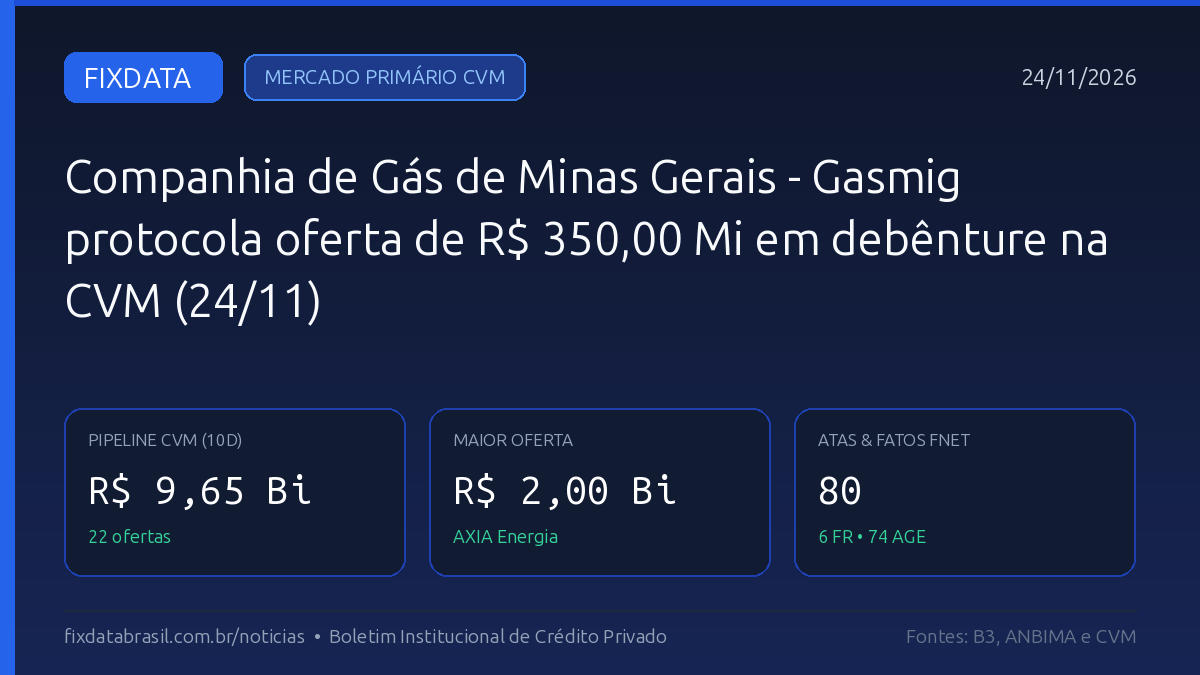 FIXDATA
MERCADO PRIMÁRIO CVM
24/11/2026
Companhia de Gás de Minas Gerais - Gasmig
protocola oferta de R$ 350,00 Mi em debênture na
CVM (24/11)
PIPELINE CVM (10D)
R$ 9,65 Bi
22 ofertas
MAIOR OFERTA
R$ 2,00 Bi
AXIA Energia
ATAS & FATOS FNET
80
6 FR • 74 AGE
fixdatabrasil.com.br/noticias • Boletim Institucional de Crédito Privado
Fontes: B3, ANBIMA e CVM